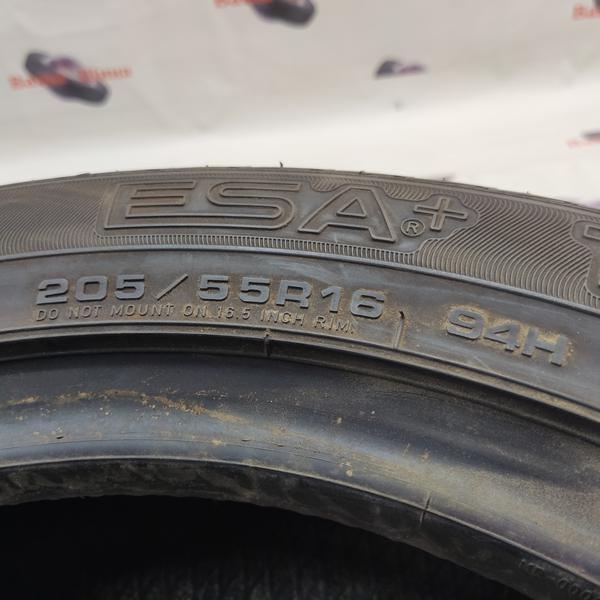 ESA+®
205/55R16 94H
DO NOT MOUNT ON 16.5 INCH RIM.